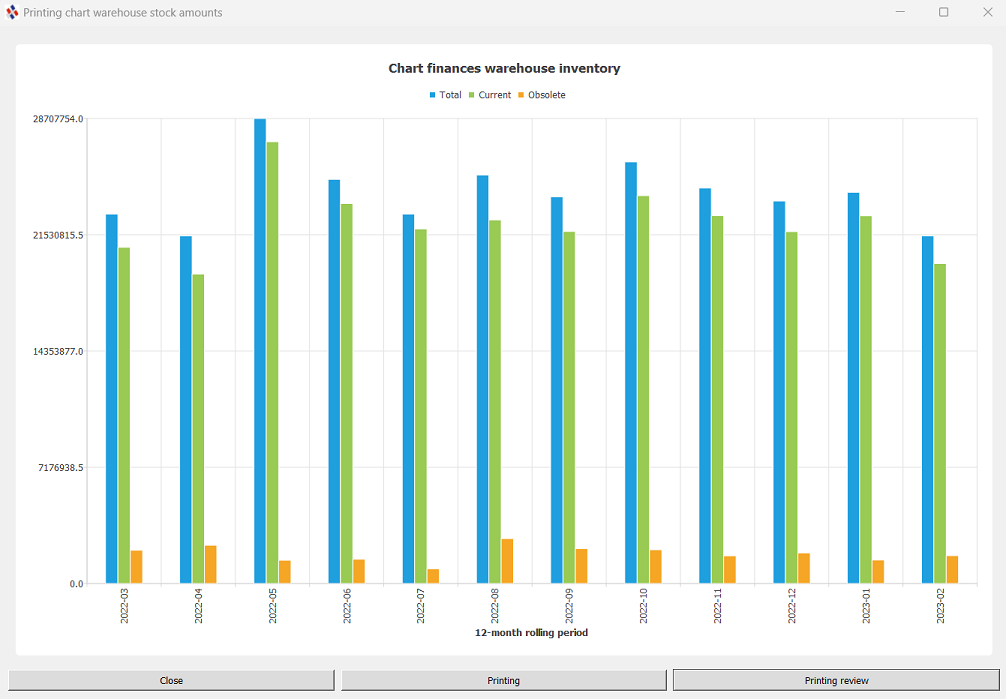 Printing chart warehouse stock amounts
Chart finances warehouse inventory
Total Current Obsolete
28707754.0
21530815.5
14353877.0
7176938.5
0.0
2022-03 2022-04 2022-05 2022-06 2022-07 2022-08 2022-09 2022-10 2022-11 2022-12 2023-01 2023-02
12-month rolling period
Close Printing Printing review